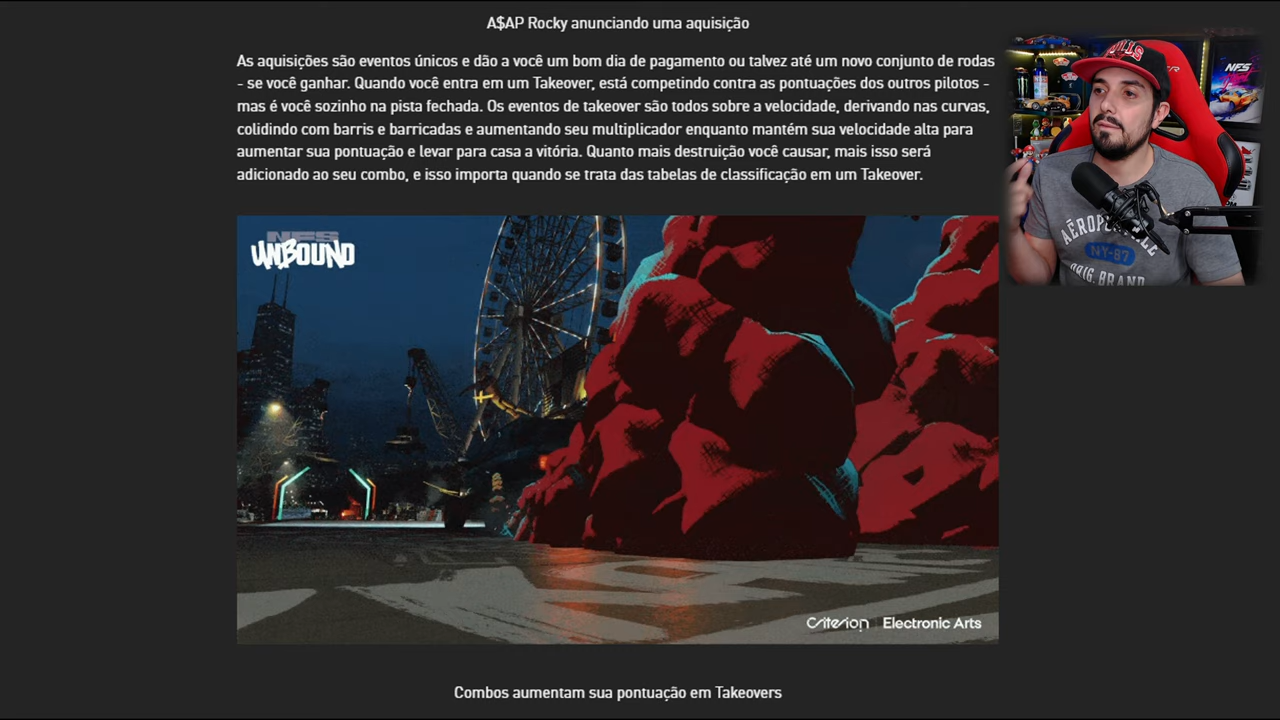 A$AP Rocky anunciando uma aquisição
As aquisições são eventos únicos e dão a você um bom dia de pagamento ou talvez até um novo conjunto de rodas
- se você ganhar. Quando você entra em um Takeover, está competindo contra as pontuações dos outros pilotos -
mas é você sozinho na pista fechada. Os eventos de takeover são todos sobre a velocidade, derivando nas curvas,
colidindo com barris e barricadas e aumentando seu multiplicador enquanto mantém sua velocidade alta para
aumentar sua pontuação e levar para casa a vitória. Quanto mais destruição você causar, mais isso será
adicionado ao seu combo, e isso importa quando se trata das tabelas de classificação em um Takeover.
NFS
UNBOUND
NFS
NY-87
ORIG. BRAND
Criterion Electronic Arts
Combos aumentam sua pontuação em Takeovers